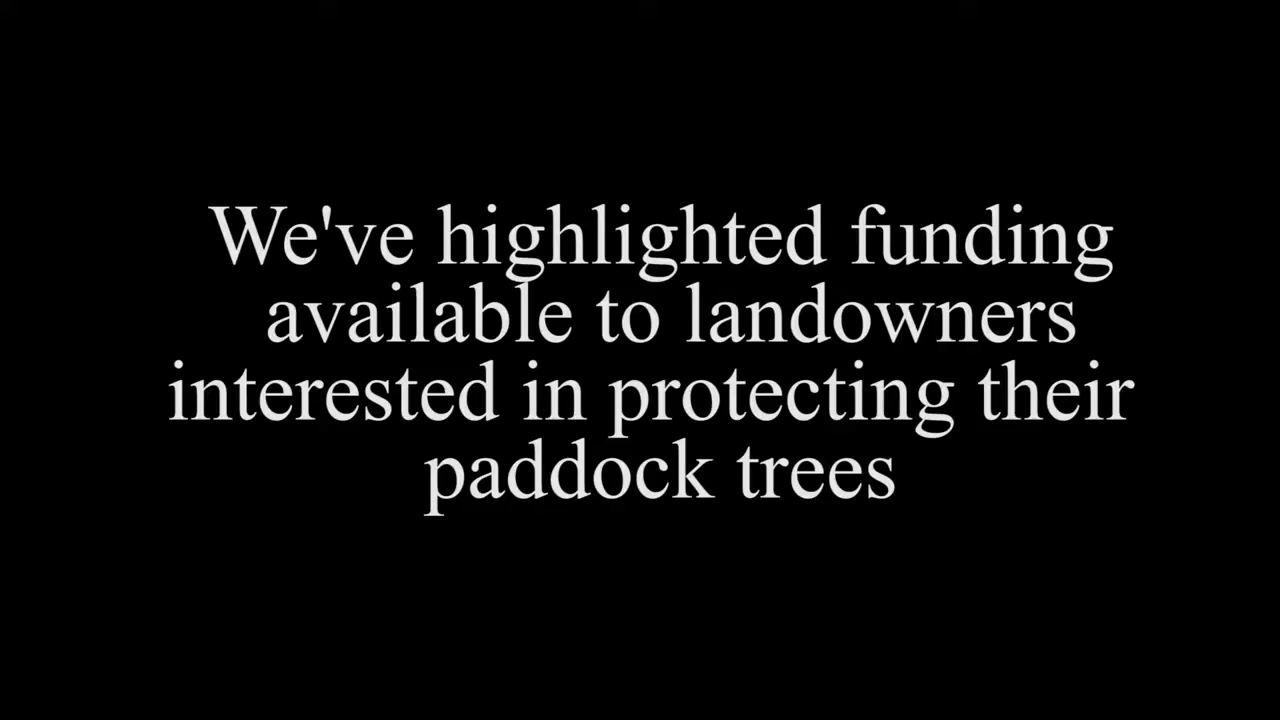 We've highlighted funding
available to landowners
interested in protecting their
paddock trees